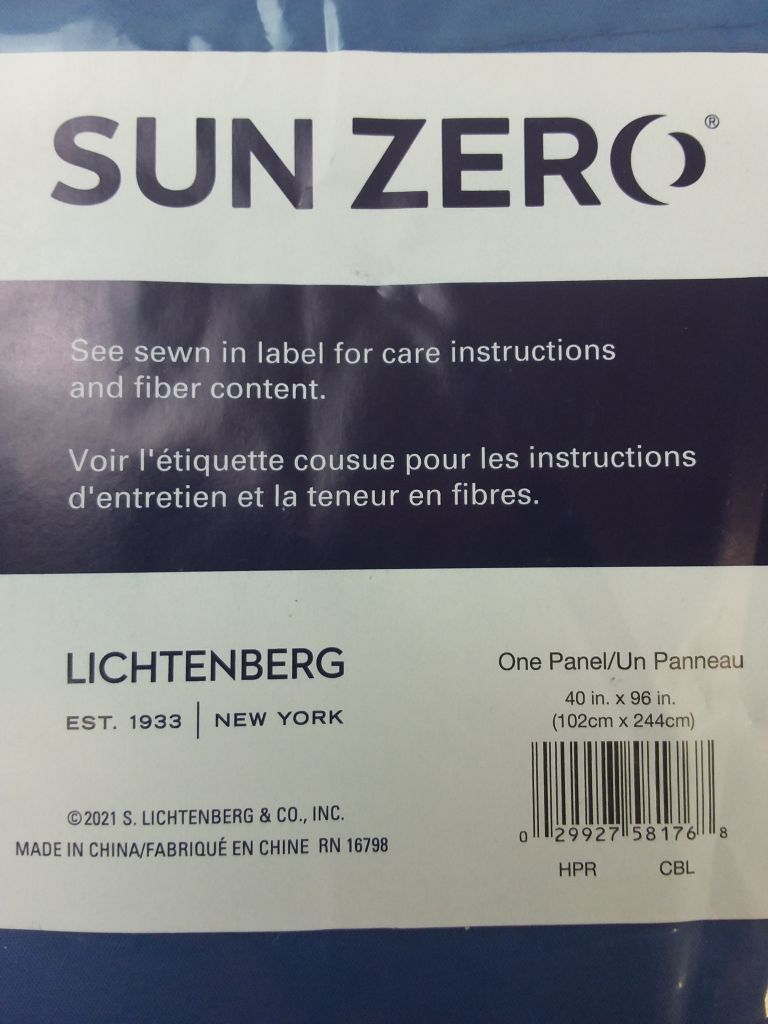 SUN ZERO®
See sewn in label for care instructions
and fiber content.
Voir l'étiquette cousue pour les instructions
d'entretien et la teneur en fibres.
LICHTENBERG
EST. 1933 | NEW YORK
©2021 S. LICHTENBERG & CO., INC.
MADE IN CHINA/FABRIQUÉ EN CHINE RN 16798
One Panel/Un Panneau
40 in. x 96 in.
(102cm x 244cm)
0 29927 58176 8
HPR CBL